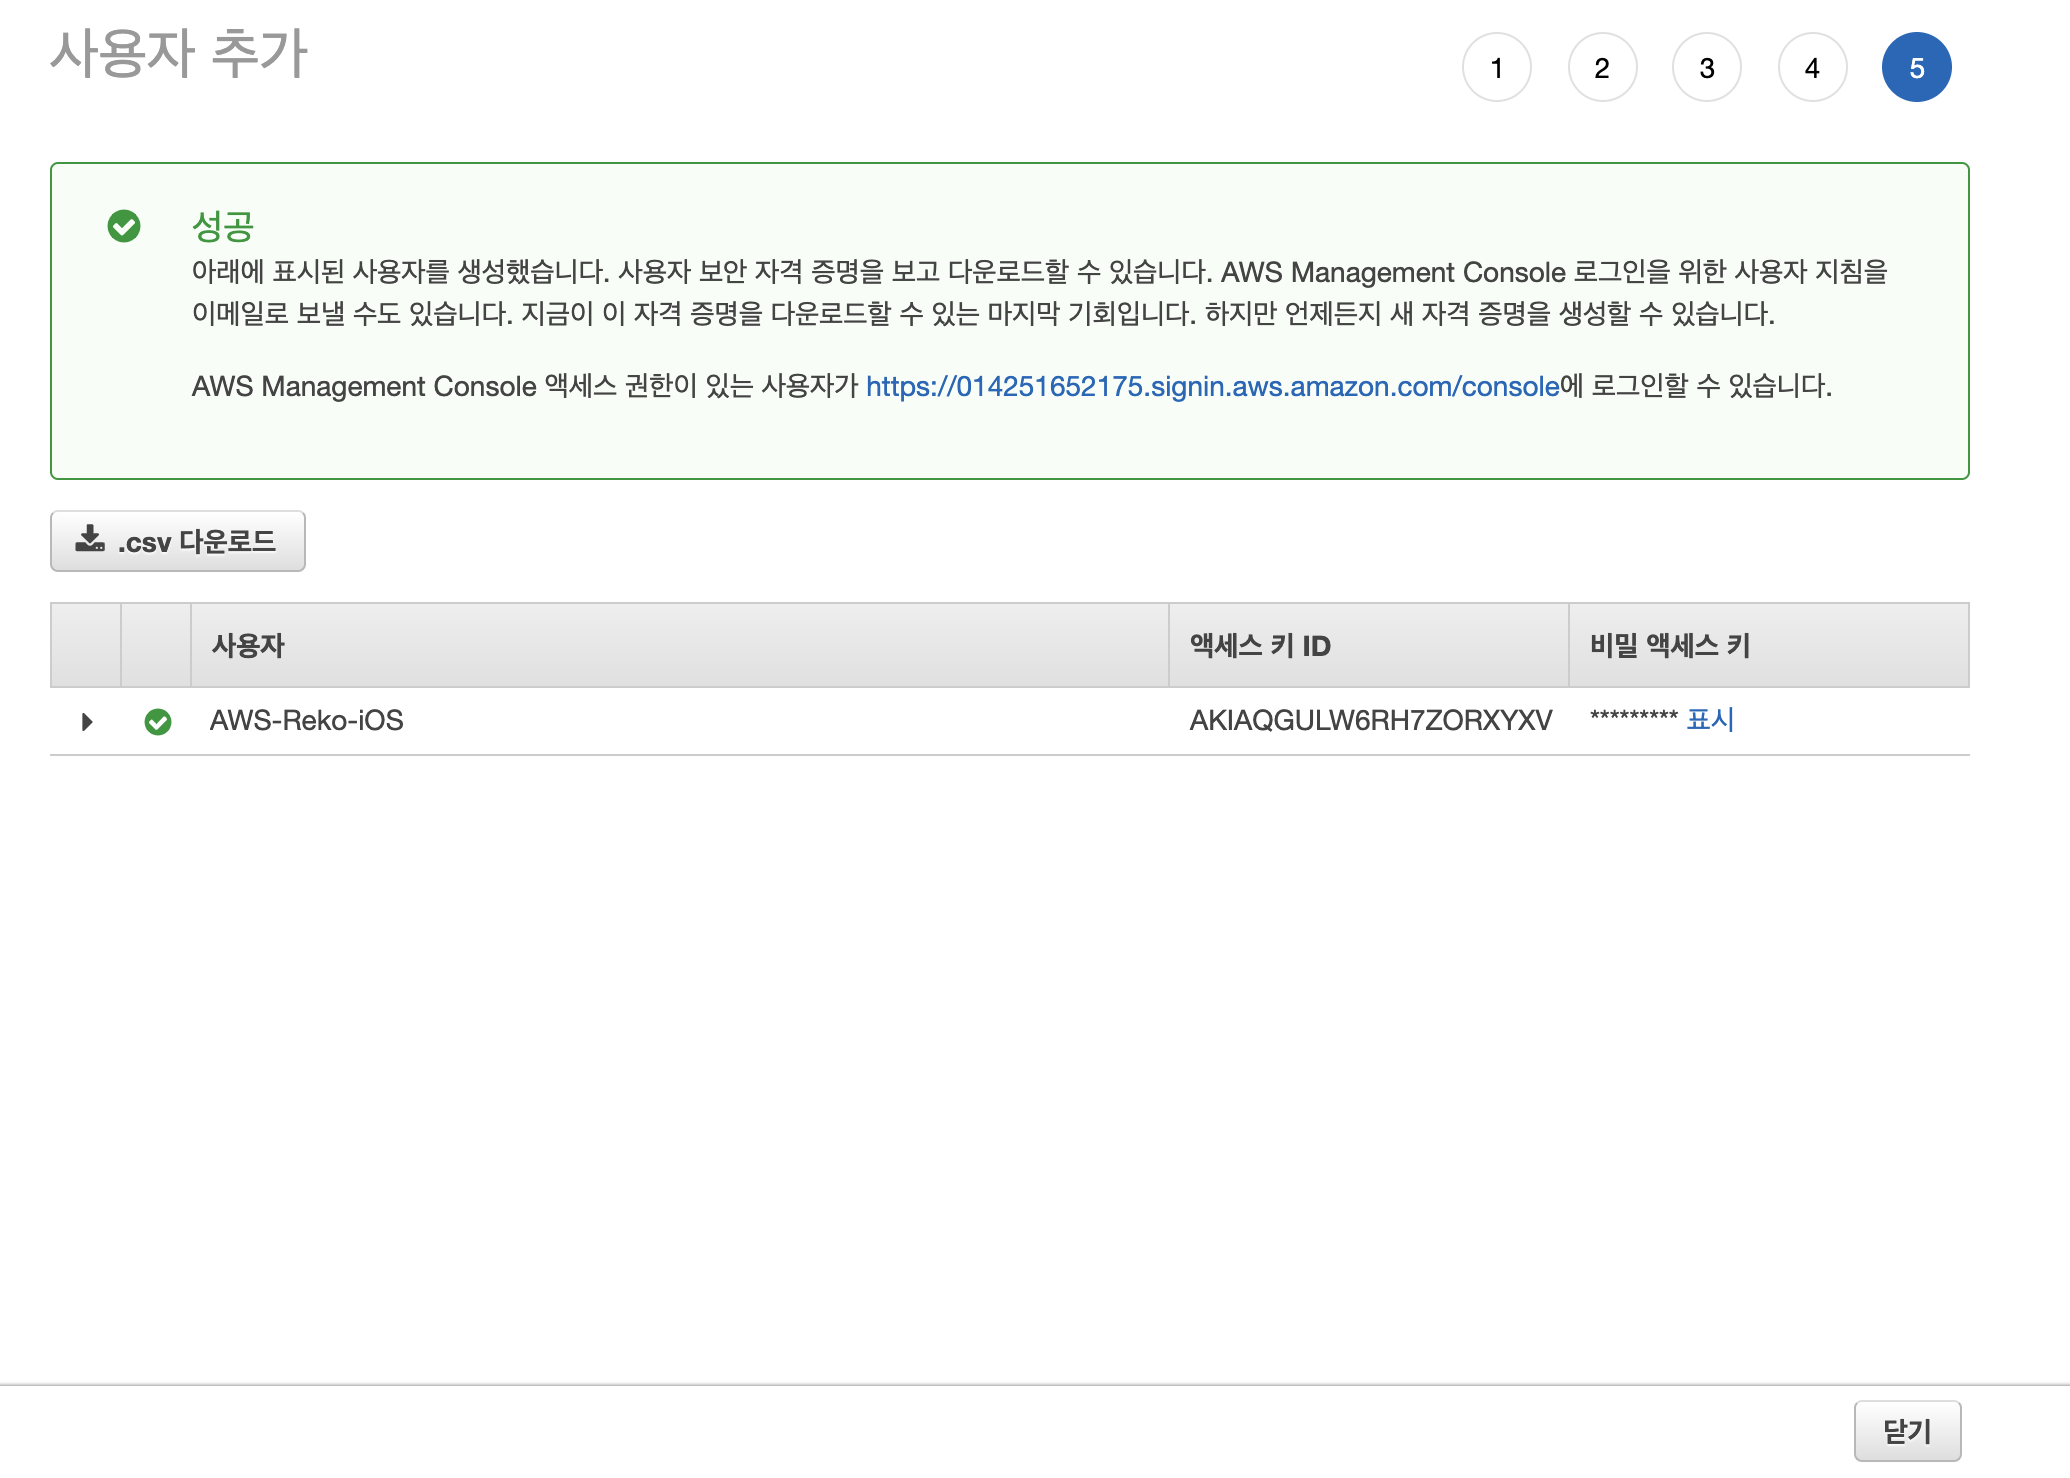 사용자 추가
1 2 3 4 5
성공
아래에 표시된 사용자를 생성했습니다. 사용자 보안 자격 증명을 보고 다운로드할 수 있습니다. AWS Management Console 로그인을 위한 사용자 지침을
이메일로 보낼 수도 있습니다. 지금이 이 자격 증명을 다운로드할 수 있는 마지막 기회입니다. 하지만 언제든지 새 자격 증명을 생성할 수 있습니다.
AWS Management Console 액세스 권한이 있는 사용자가 https://014251652175.signin.aws.amazon.com/console에 로그인할 수 있습니다.
.csv 다운로드
사용자 액세스 키 ID 비밀 액세스 키
AWS-Reko-iOS AKIAQGULW6RH7ZORXYXV ********* 표시
닫기